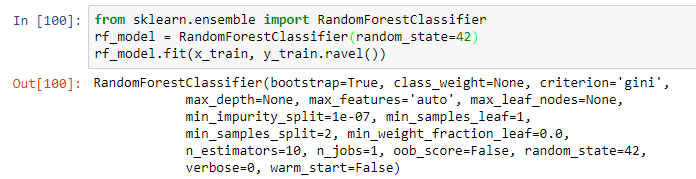 In [100]: from sklearn.ensemble import RandomForestClassifier
rf_model = RandomForestClassifier(random_state=42)
rf_model.fit(x_train, y_train.ravel())
Out[100]: RandomForestClassifier(bootstrap=True, class_weight=None, criterion='gini',
max_depth=None, max_features='auto', max_leaf_nodes=None,
min_impurity_split=1e-07, min_samples_leaf=1,
min_samples_split=2, min_weight_fraction_leaf=0.0,
n_estimators=10, n_jobs=1, oob_score=False, random_state=42,
verbose=0, warm_start=False)